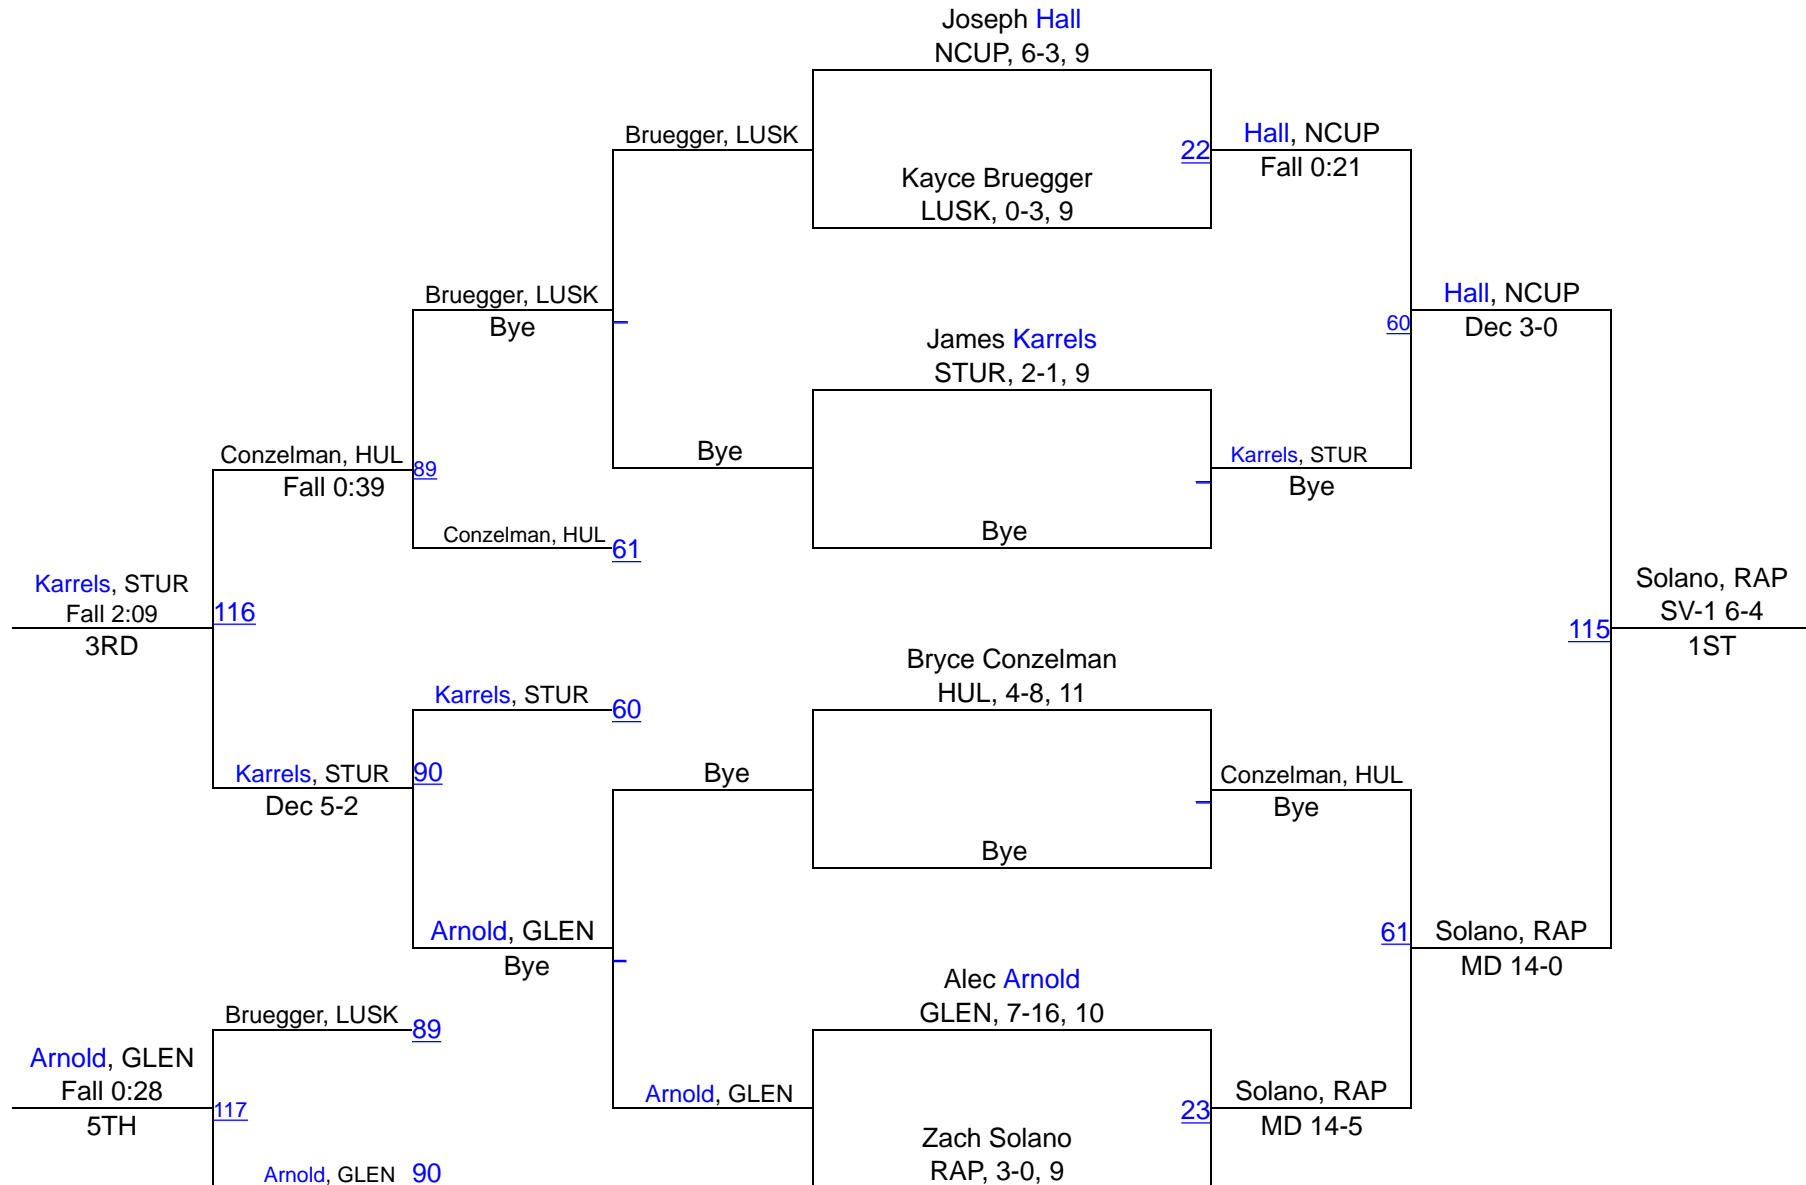 Joseph Hall
NCUP, 6-3, 9
Bruegger, LUSK
22
Hall, NCUP
Fall 0:21
Kayce Bruegger
LUSK, 0-3, 9
Bruegger, LUSK
Bye
60
Hall, NCUP
Dec 3-0
James Karrels
STUR, 2-1, 9
Conzelman, HUL
Fall 0:39
89
Bye
Karrels, STUR
Bye
Conzelman, HUL
61
Bye
Karrels, STUR
Fall 2:09
3RD
116
115
Solano, RAP
SV-1 6-4
1ST
Bryce Conzelman
HUL, 4-8, 11
Karrels, STUR
60
Karrels, STUR
Dec 5-2
90
Bye
Conzelman, HUL
Bye
Bye
Arnold, GLEN
Bye
61
Solano, RAP
MD 14-0
Alec Arnold
GLEN, 7-16, 10
Bruegger, LUSK
89
Arnold, GLEN
Fall 0:28
5TH
117
Arnold, GLEN
23
Solano, RAP
MD 14-5
Zach Solano
RAP, 3-0, 9
Arnold, GLEN
90